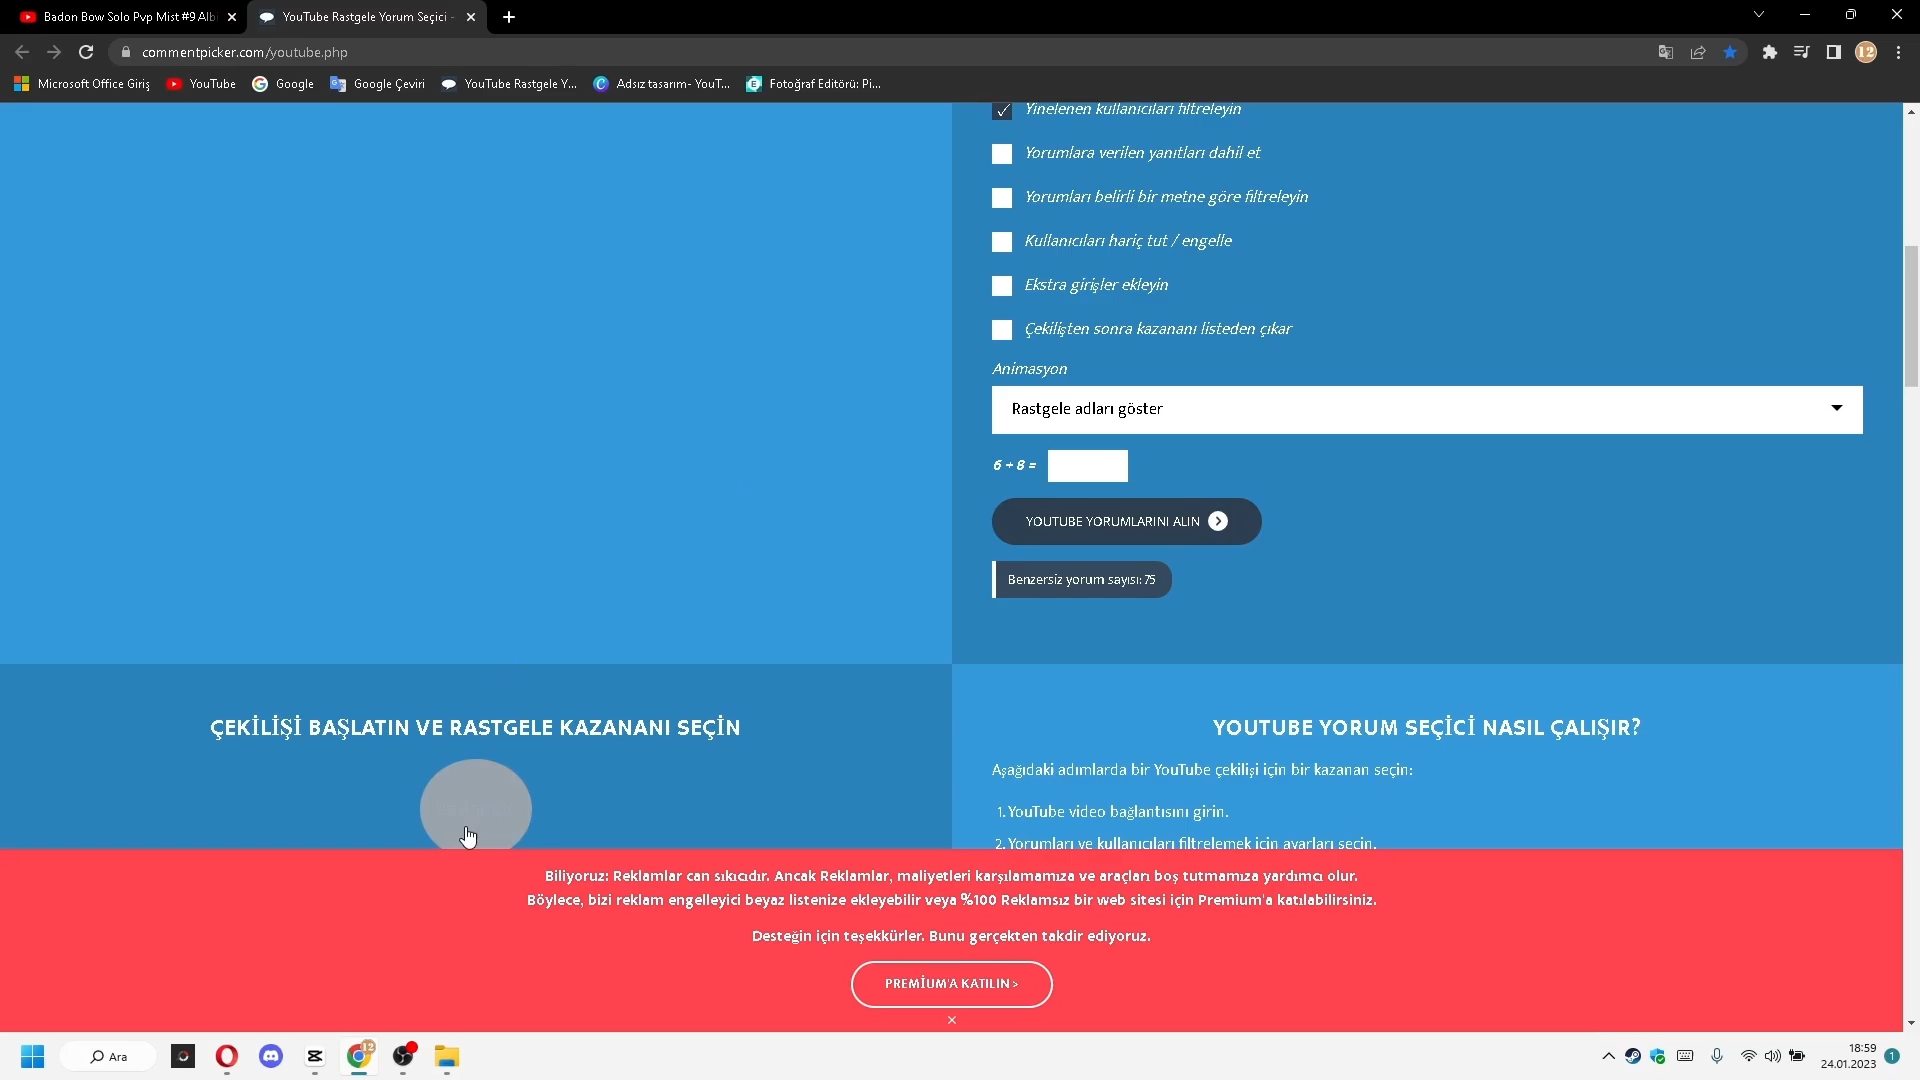 Badon Bow Solo Pvp Mist #9 Albi
YouTube Rastgele Yorum Seçici -
commentpicker.com/youtube.php
Microsoft Office Giriş
YouTube
Google
Google Çeviri
YouTube Rastgele Y...
Adsız tasarım- YouT...
Fotoğraf Editörü: Pi...
Yinelenen kullanıcıları filtreleyin
Yorumlara verilen yanıtları dahil et
Yorumları belirli bir metne göre filtreleyin
Kullanıcıları hariç tut / engelle
Ekstra girişler ekleyin
Çekilişten sonra kazananı listeden çıkar
Animasyon
Rastgele adları göster
6 + 8 =
YOUTUBE YORUMLARINI ALIN
Benzersiz yorum sayısı: 75
ÇEKİLİŞİ BAŞLATIN VE RASTGELE KAZANANI SEÇİN
YOUTUBE YORUM SEÇİCİ NASIL ÇALIŞIR?
Aşağıdaki adımlarda bir YouTube çekilişi için bir kazanan seçin:
1. YouTube video bağlantısını girin.
2. Yorumları ve kullanıcıları filtrelemek için ayarları seçin.
Biliyoruz: Reklamlar can sıkıcıdır. Ancak Reklamlar, maliyetleri karşılamamıza ve araçları boş tutmamıza yardımcı olur.
Böylece, bizi reklam engelleyici beyaz listenize ekleyebilir veya %100 Reklamsız bir web sitesi için Premium'a katılabilirsiniz.
Desteğin için teşekkürler. Bunu gerçekten takdir ediyoruz.
PREMİUM'A KATILIN >
Ara
12
12
18:59
24.01.2023
1